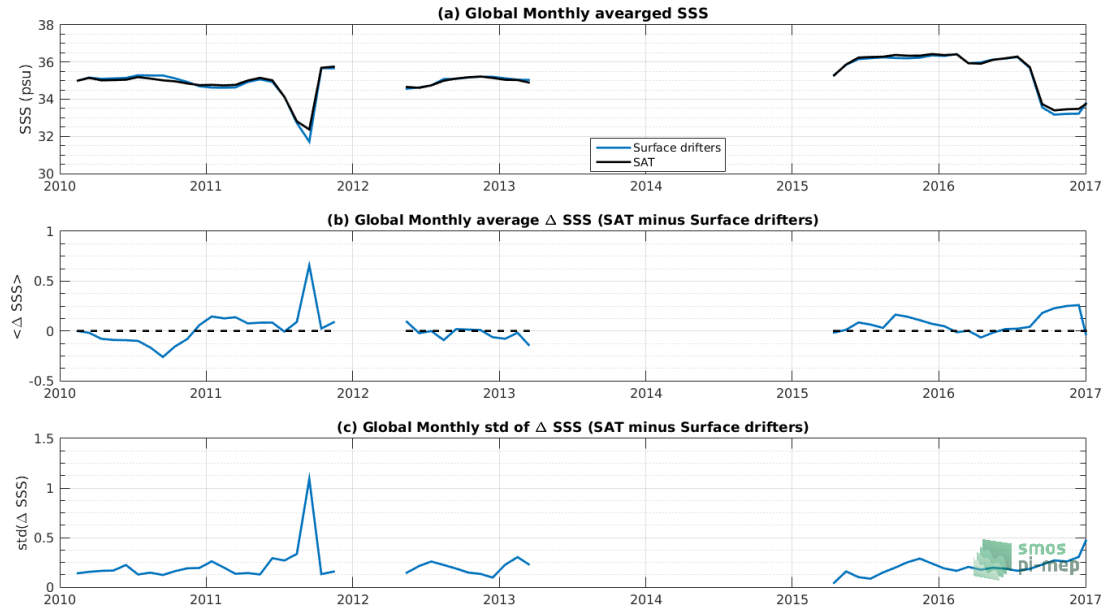 (a) Global Monthly avearged SSS
38
36
34
32
30
SSS (psu)
Surface drifters
SAT
2010 2011 2012 2013 2014 2015 2016 2017
(b) Global Monthly average Δ SSS (SAT minus Surface drifters)
1
0.5
0
-0.5
<Δ SSS>
2010 2011 2012 2013 2014 2015 2016 2017
(c) Global Monthly std of Δ SSS (SAT minus Surface drifters)
1.5
1
0.5
0
std(Δ SSS)
smos
pi-mep
2010 2011 2012 2013 2014 2015 2016 2017